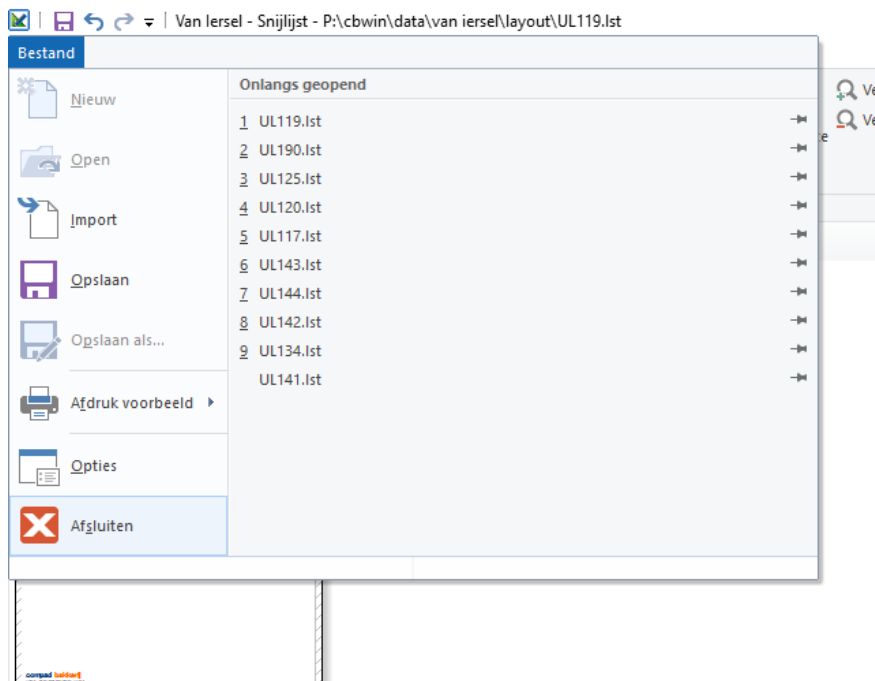 Van Iersel - Snijlijst - P:\cbwin\data\van iersel\layout\UL119.lst
Bestand
Nieuw
Open
Import
Opslaan
Opslaan als...
Afdruk voorbeeld
Opties
Afsluiten
Onlangs geopend
1 UL119.lst
2 UL190.lst
3 UL125.lst
4 UL120.lst
5 UL117.lst
6 UL143.lst
7 UL144.lst
8 UL142.lst
9 UL134.lst
UL141.lst
compad bakkerij